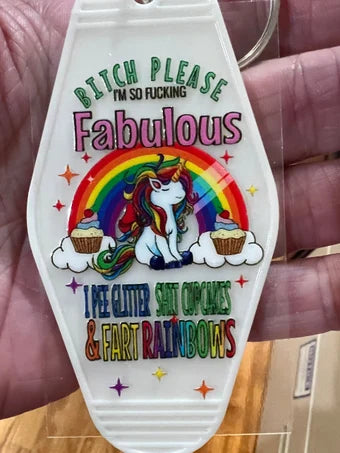 BITCH PLEASE
I'M SO FUCKING
Fabulous
I PEE GLITTER SHIT CUPCAKES
& FART RAINBOWS